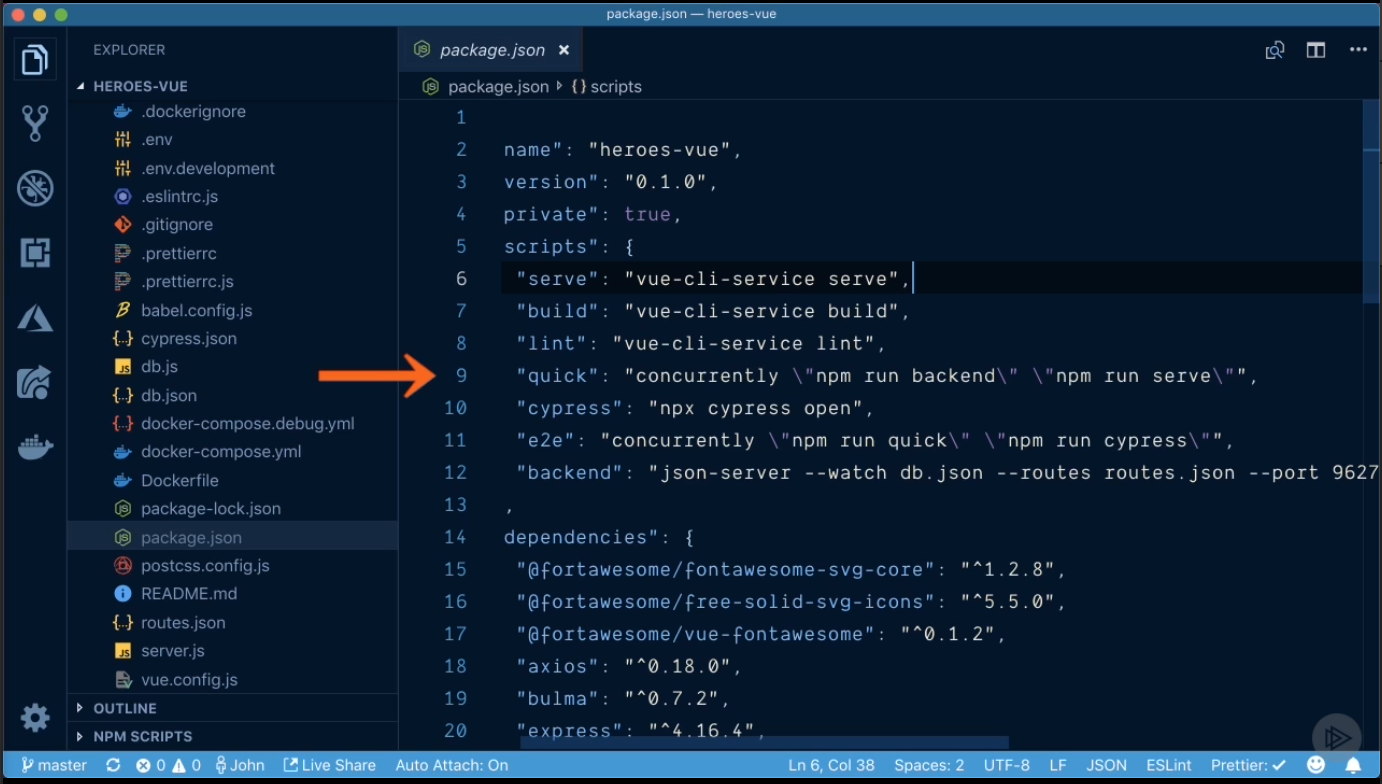 package.json — heroes-vue
EXPLORER
HEROES-VUE
.dockerignore
.env
.env.development
.eslintrc.js
.gitignore
.prettierrc
.prettierrc.js
babel.config.js
cypress.json
db.js
db.json
docker-compose.debug.yml
docker-compose.yml
Dockerfile
package-lock.json
package.json
postcss.config.js
README.md
routes.json
server.js
vue.config.js
OUTLINE
NPM SCRIPTS
package.json ×
package.json {} scripts
1
2 name": "heroes-vue",
3 version": "0.1.0",
4 private": true,
5 scripts": {
6 "serve": "vue-cli-service serve",
7 "build": "vue-cli-service build",
8 "lint": "vue-cli-service lint",
9 "quick": "concurrently \"npm run backend\" \"npm run serve\"",
10 "cypress": "npx cypress open",
11 "e2e": "concurrently \"npm run quick\" \"npm run cypress\"",
12 "backend": "json-server --watch db.json --routes routes.json --port 9627
13 ,
14 dependencies": {
15 "@fortawesome/fontawesome-svg-core": "^1.2.8",
16 "@fortawesome/free-solid-svg-icons": "^5.5.0",
17 "@fortawesome/vue-fontawesome": "^0.1.2",
18 "axios": "^0.18.0",
19 "bulma": "^0.7.2",
20 "express": "^4.16.4",
master 0 0 John Live Share Auto Attach: On Ln 6, Col 38 Spaces: 2 UTF-8 LF JSON ESLint Prettier: ✓